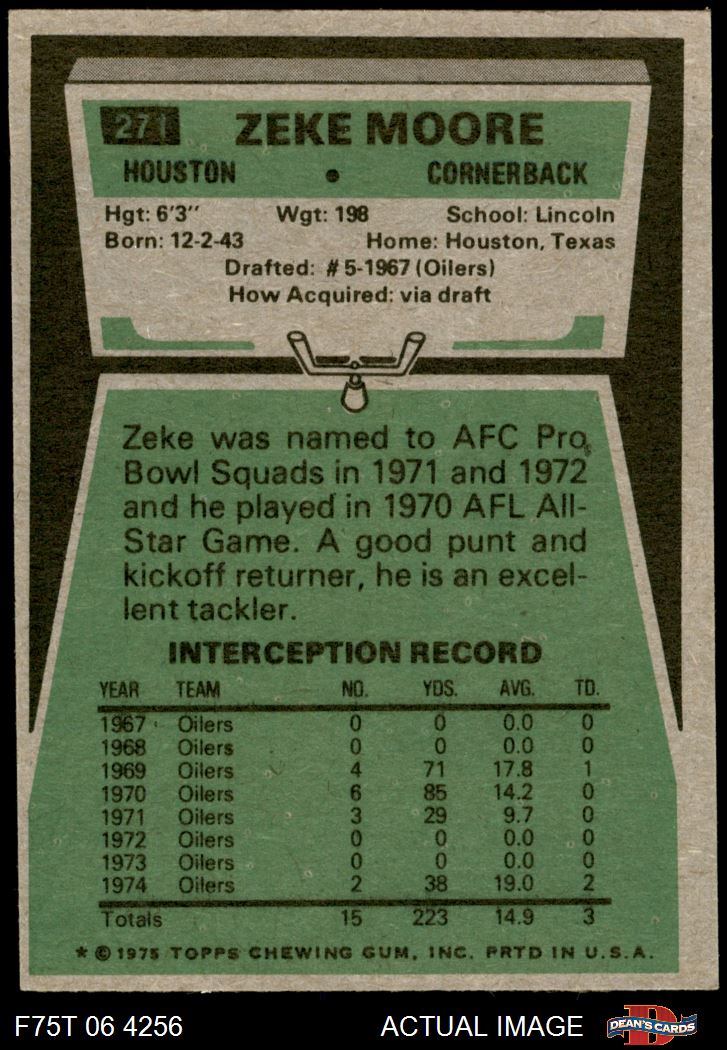 271 ZEKE MOORE
HOUSTON • CORNERBACK
Hgt: 6'3" Wgt: 198 School: Lincoln
Born: 12-2-43 Home: Houston, Texas
Drafted: #5-1967 (Oilers)
How Acquired: via draft
Zeke was named to AFC Pro
Bowl Squads in 1971 and 1972
and he played in 1970 AFL All-
Star Game. A good punt and
kickoff returner, he is an excel-
lent tackler.
INTERCEPTION RECORD
YEAR TEAM NO. YDS. AVG. TD.
1967 Oilers 0 0 0.0 0
1968 Oilers 0 0 0.0 0
1969 Oilers 4 71 17.8 1
1970 Oilers 6 85 14.2 0
1971 Oilers 3 29 9.7 0
1972 Oilers 0 0 0.0 0
1973 Oilers 0 0 0.0 0
1974 Oilers 2 38 19.0 2
Totals 15 223 14.9 3
* © 1975 TOPPS CHEWING GUM, INC. PRTD IN U.S.A.
F75T 06 4256 ACTUAL IMAGE D DEAN'S CARDS